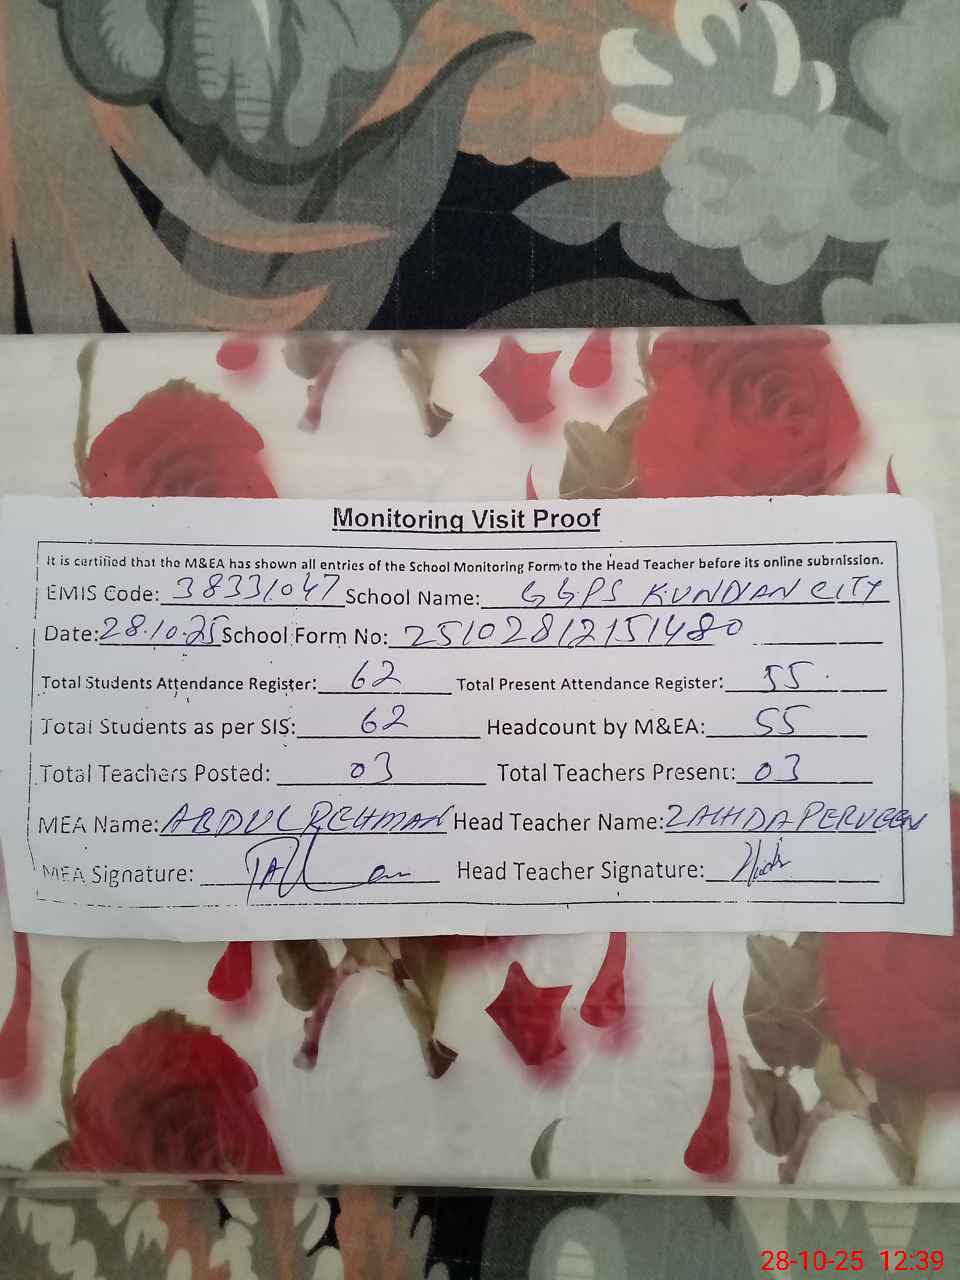 Monitoring Visit Proof
It is certified that the M&EA has shown all entries of the School Monitoring Form to the Head Teacher before its online submission.
EMIS Code: 38331047 School Name: GGPS KUNDIAN CITY
Date: 28.10.25 School Form No: 25102812151480
Total Students Attendance Register: 62 Total Present Attendance Register: 55
Total Students as per SIS: 62 Headcount by M&EA: 55
Total Teachers Posted: 03 Total Teachers Present: 03
MEA Name: ABDUL REHMAN Head Teacher Name: ZAHIDA PERVEEN
MEA Signature: Head Teacher Signature:
28-10-25 12:39